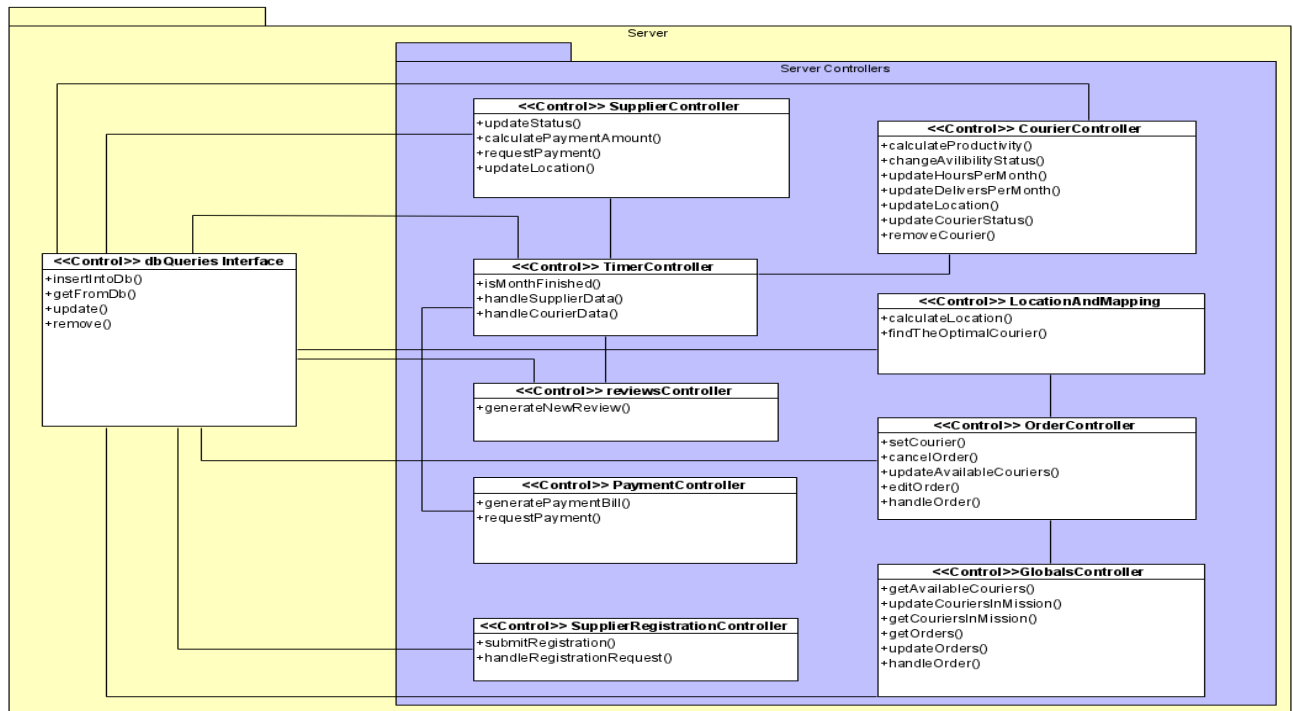 Server
Server Controllers
<<Control>> SupplierController
+updateStatus()
+calculatePaymentAmount()
+requestPayment()
+updateLocation()
<<Control>> CourierController
+calculateProductivity()
+changeAvilibilityStatus()
+updateHoursPerMonth()
+updateDeliversPerMonth()
+updateLocation()
+updateCourierStatus()
+removeCourier()
<<Control>> dbQueries Interface
+insertIntoDb()
+getFromDb()
+update()
+remove()
<<Control>> TimerController
+isMonthFinished()
+handleSupplierData()
+handleCourierData()
<<Control>> LocationAndMapping
+calculateLocation()
+findTheOptimalCourier()
<<Control>> reviewsController
+generateNewReview()
<<Control>> OrderController
+setCourier()
+cancelOrder()
+updateAvailableCouriers()
+editOrder()
+handleOrder()
<<Control>> PaymentController
+generatePaymentBill()
+requestPayment()
<<Control>>GlobalsController
+getAvailableCouriers()
+updateCouriersInMission()
+getCouriersInMission()
+getOrders()
+updateOrders()
+handleOrder()
<<Control>> SupplierRegistrationController
+submitRegistration()
+handleRegistrationRequest()